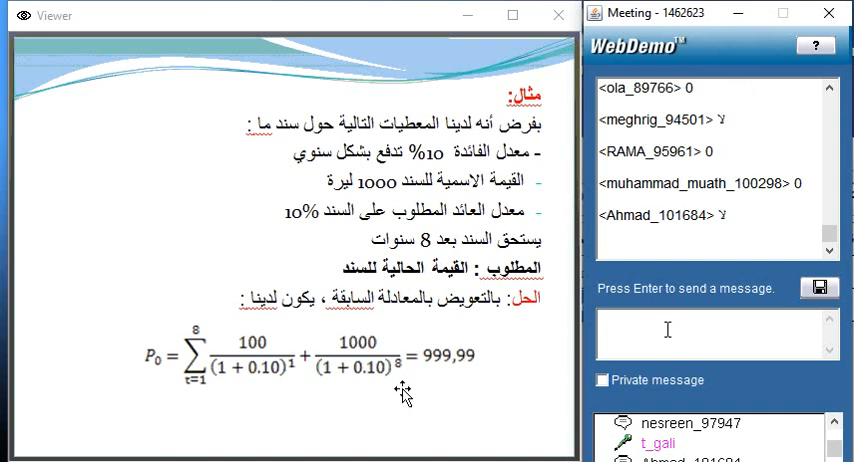 Viewer
مثال:
بفرض أنه لدينا المعطيات التالية حول سند ما :
- معدل الفائدة 10% تدفع بشكل سنوي
- القيمة الاسمية للسند 1000 ليرة
- معدل العائد المطلوب على السند 10%
يستحق السند بعد 8 سنوات
المطلوب : القيمة الحالية للسند
الحل: بالتعويض بالمعادلة السابقة ، يكون لدينا :
P₀ = ∑_{t=1}^{8} 100/(1 + 0.10)^1 + 1000/(1 + 0.10)^8 = 999,99
Meeting - 1462623
WebDemo™
?
<ola_89766> 0
<meghrig_94501> لا
<RAMA_95961> 0
<muhammad_muath_100298> 0
<Ahmad_101684> لا
Press Enter to send a message.
Private message
nesreen_97947
t_gali